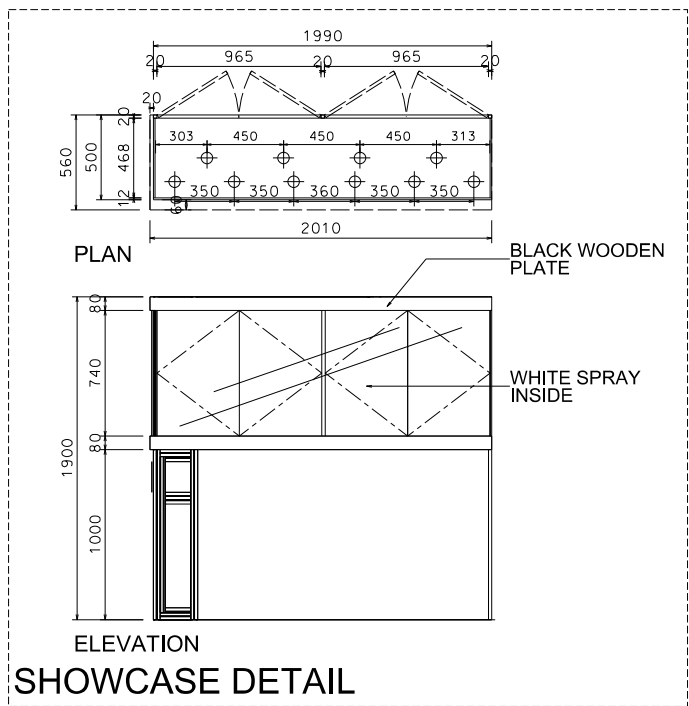 1990
20 965 20 965 20
20
20
303 450 450 450 313
560 500 468
350 350 360 350 350
12
60
2010
PLAN
BLACK WOODEN
PLATE
80
740
WHITE SPRAY
INSIDE
1900
80
1000
ELEVATION
SHOWCASE DETAIL